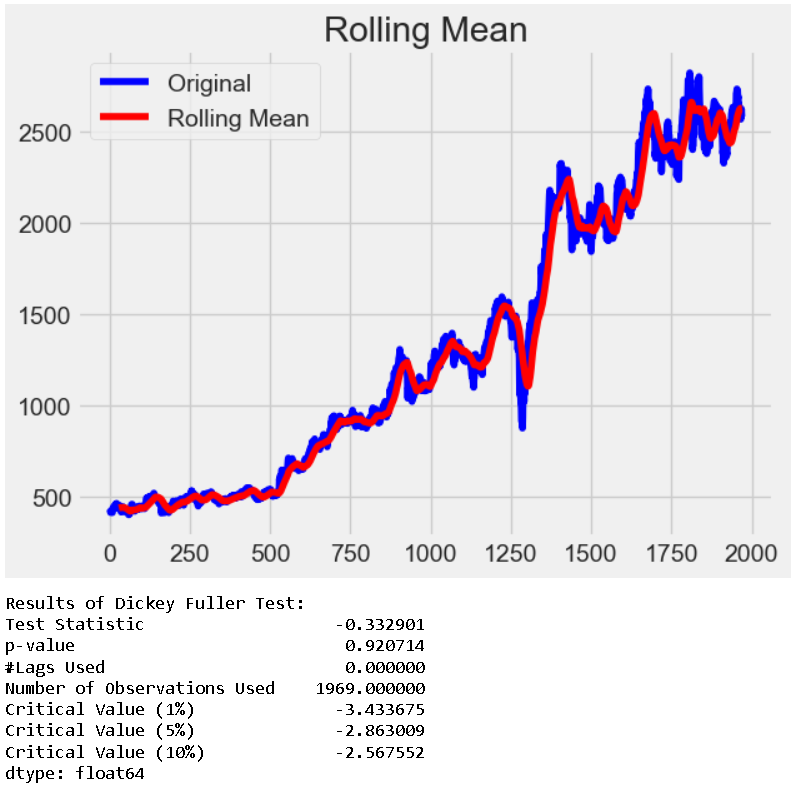 Rolling Mean
Original
Rolling Mean
2500
2000
1500
1000
500
0 250 500 750 1000 1250 1500 1750 2000
Results of Dickey Fuller Test:
Test Statistic -0.332901
p-value 0.920714
#Lags Used 0.000000
Number of Observations Used 1969.000000
Critical Value (1%) -3.433675
Critical Value (5%) -2.863009
Critical Value (10%) -2.567552
dtype: float64